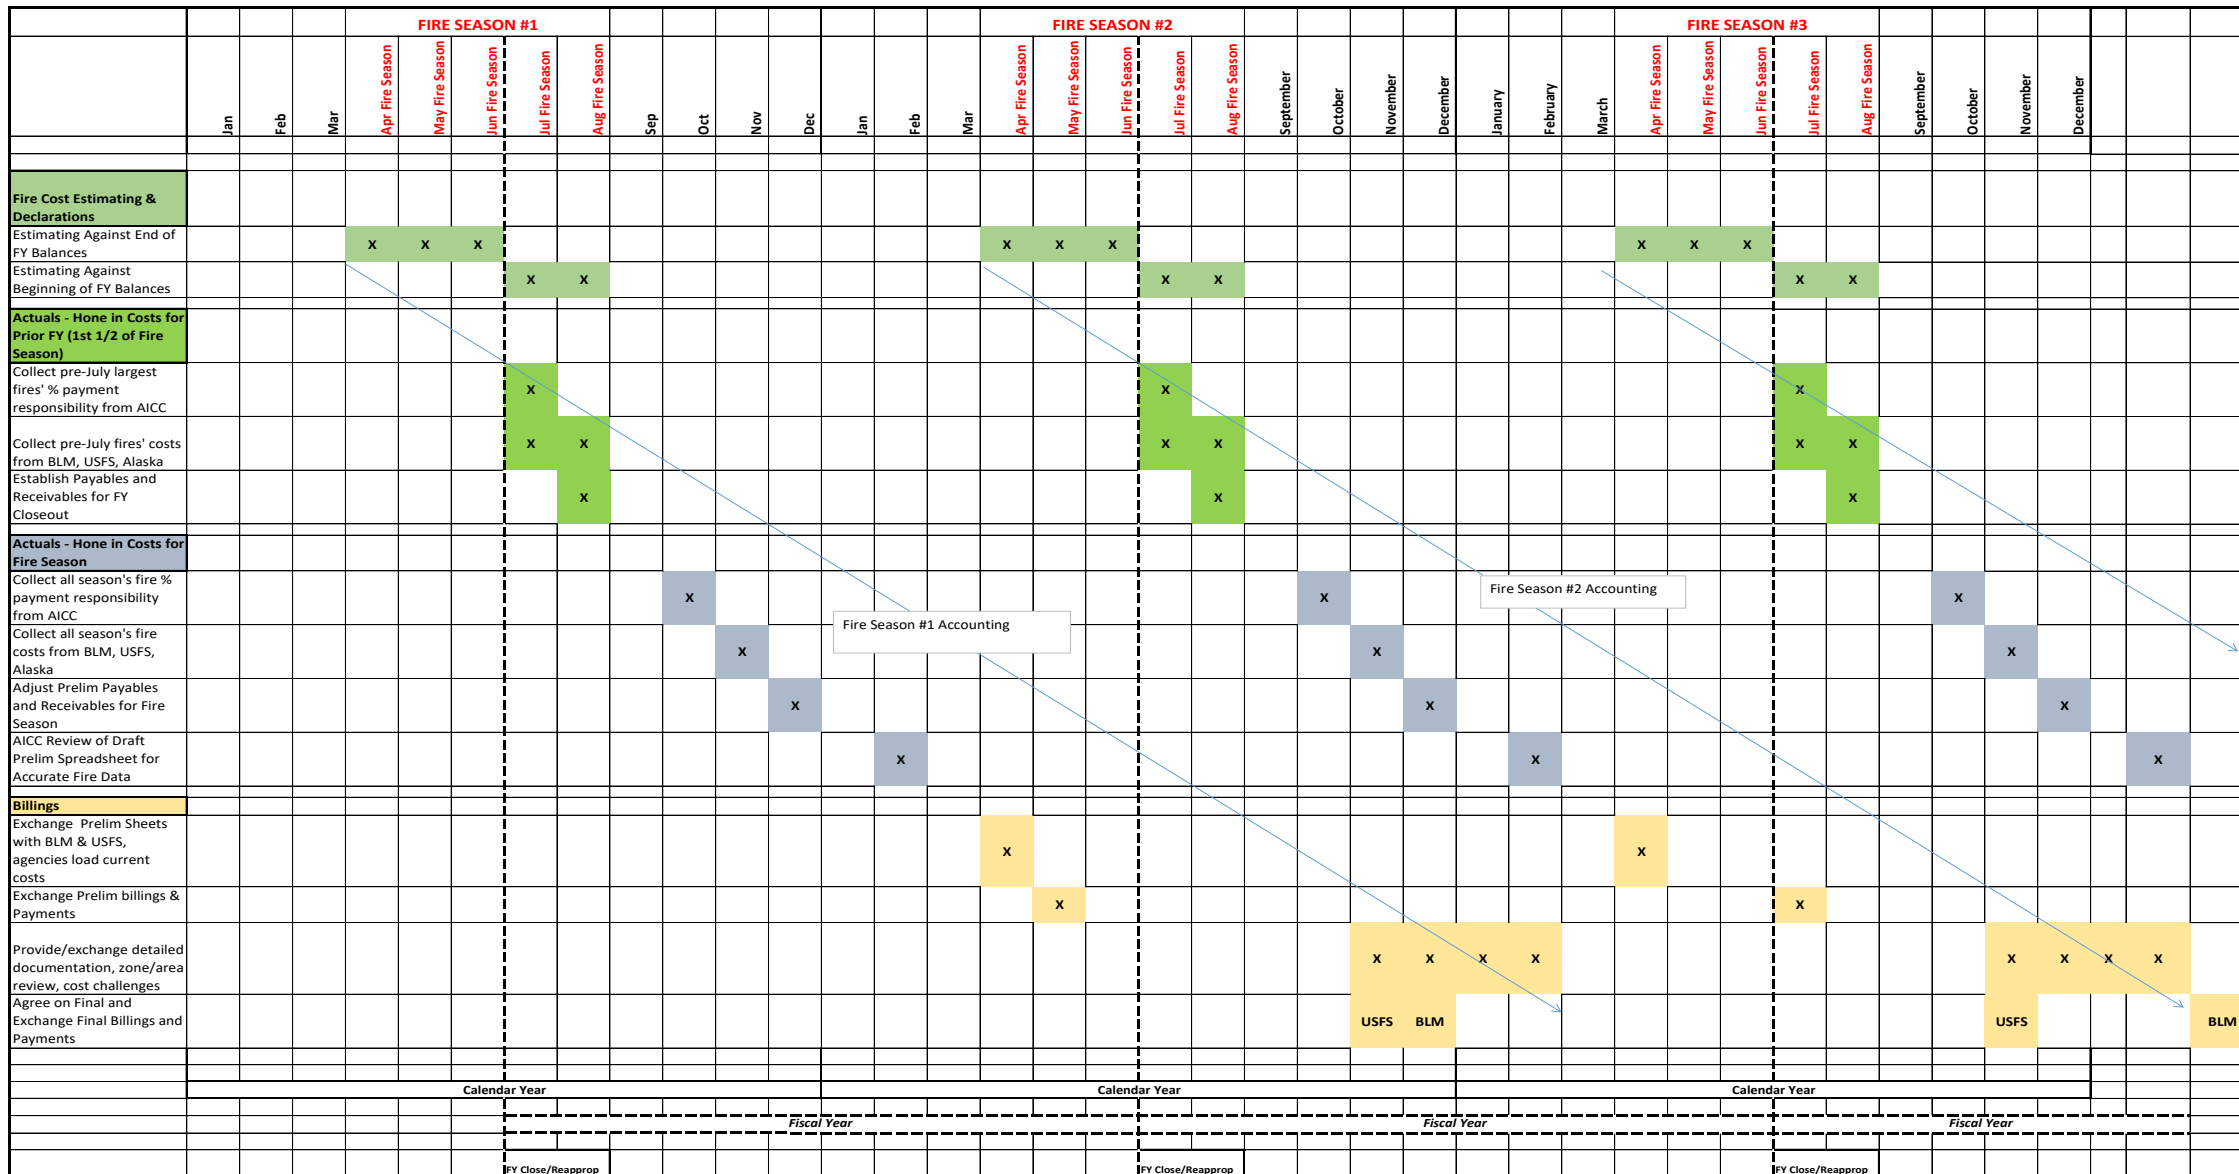 FIRE SEASON #1
FIRE SEASON #2
FIRE SEASON #3
Jan
Feb
Mar
Apr Fire Season
May Fire Season
Jun Fire Season
Jul Fire Season
Aug Fire Season
Sep
Oct
Nov
Dec
Jan
Feb
Mar
Apr Fire Season
May Fire Season
Jun Fire Season
Jul Fire Season
Aug Fire Season
September
October
November
December
January
February
March
Apr Fire Season
May Fire Season
Jun Fire Season
Jul Fire Season
Aug Fire Season
September
October
November
December
Fire Cost Estimating &
Declarations
Estimating Against End of
FY Balances
X X X X X X X X X
Estimating Against
Beginning of FY Balances
X X X X X X
Actuals - Hone in Costs for
Prior FY (1st 1/2 of Fire
Season)
Collect pre-July largest
fires' % payment
responsibility from AICC
X X X
Collect pre-July fires' costs
from BLM, USFS, Alaska
X X X X X X
Establish Payables and
Receivables for FY
Closeout
X X X
Actuals - Hone in Costs for
Fire Season
Collect all season's fire %
payment responsibility
from AICC
X X X
Fire Season #1 Accounting
Fire Season #2 Accounting
Collect all season's fire
costs from BLM, USFS,
Alaska
X X X
Adjust Prelim Payables
and Receivables for Fire
Season
X X X
AICC Review of Draft
Prelim Spreadsheet for
Accurate Fire Data
X X X
Billings
Exchange Prelim Sheets
with BLM & USFS,
agencies load current
costs
X X
Exchange Prelim billings &
Payments
X X
Provide/exchange detailed
documentation, zone/area
review, cost challenges
X X X X X X X X
Agree on Final and
Exchange Final Billings and
Payments
USFS BLM USFS BLM
Calendar Year Calendar Year Calendar Year
Fiscal Year Fiscal Year Fiscal Year
FY Close/Reapprop FY Close/Reapprop FY Close/Reapprop